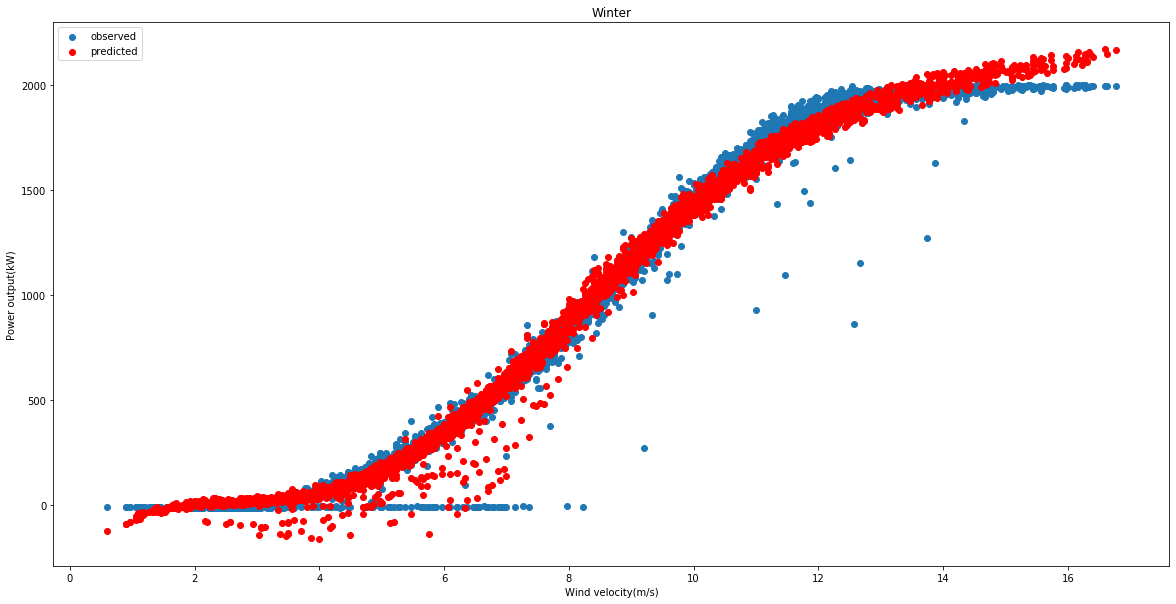 Winter
observed
predicted
Power output(kW)
2000
1500
1000
500
0
0 2 4 6 8 10 12 14 16
Wind velocity(m/s)